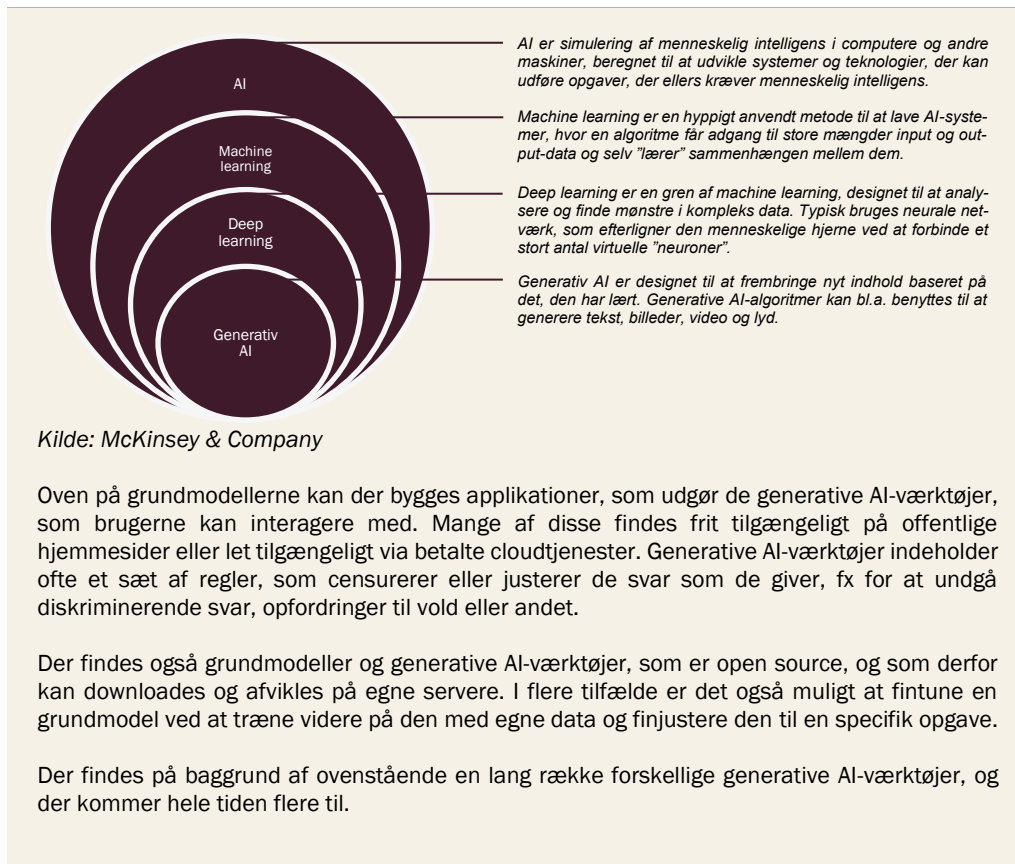 AI
Machine
learning
Deep
learning
Generativ
AI
AI er simulering af menneskelig intelligens i computere og andre
maskiner, beregnet til at udvikle systemer og teknologier, der kan
udføre opgaver, der ellers kræver menneskelig intelligens.
Machine learning er en hyppigt anvendt metode til at lave AI-syste-
mer, hvor en algoritme får adgang til store mængder input og out-
put-data og selv ”lærer” sammenhængen mellem dem.
Deep learning er en gren af machine learning, designet til at analy-
sere og finde mønstre i kompleks data. Typisk bruges neurale net-
værk, som efterligner den menneskelige hjerne ved at forbinde et
stort antal virtuelle ”neuroner”.
Generativ AI er designet til at frembringe nyt indhold baseret på
det, den har lært. Generative AI-algoritmer kan bl.a. benyttes til at
generere tekst, billeder, video og lyd.
Kilde: McKinsey & Company
Oven på grundmodellerne kan der bygges applikationer, som udgør de generative AI-værktøjer,
som brugerne kan interagere med. Mange af disse findes frit tilgængeligt på offentlige
hjemmesider eller let tilgængeligt via betalte cloudtjenester. Generative AI-værktøjer indeholder
ofte et sæt af regler, som censurerer eller justerer de svar som de giver, fx for at undgå
diskriminerende svar, opfordringer til vold eller andet.
Der findes også grundmodeller og generative AI-værktøjer, som er open source, og som derfor
kan downloades og afvikles på egne servere. I flere tilfælde er det også muligt at fintune en
grundmodel ved at træne videre på den med egne data og finjustere den til en specifik opgave.
Der findes på baggrund af ovenstående en lang række forskellige generative AI-værktøjer, og
der kommer hele tiden flere til.